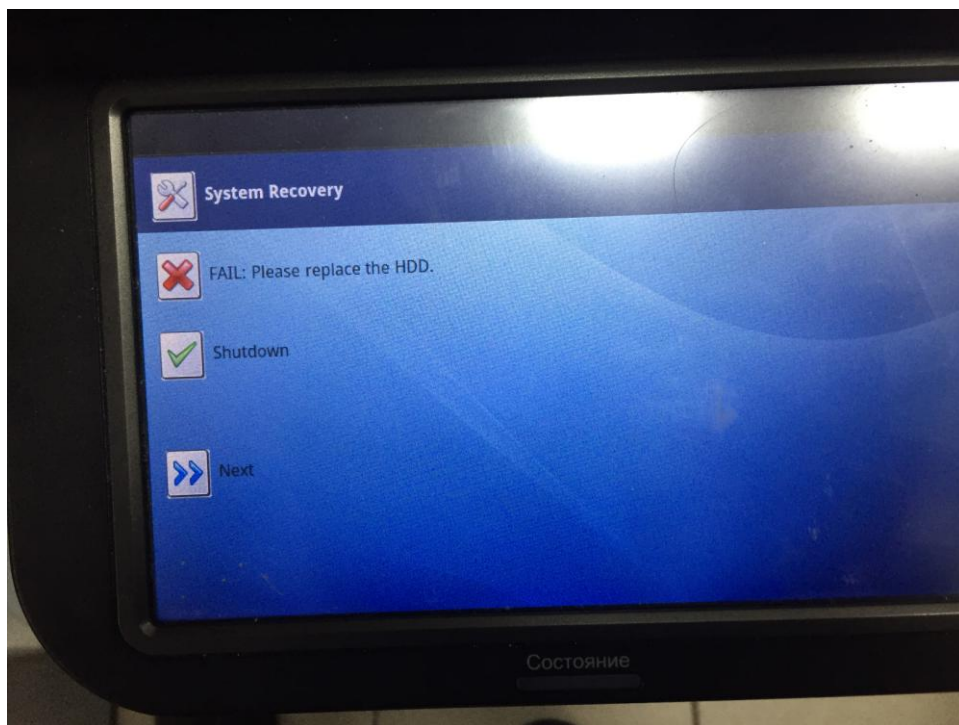 System Recovery
FAIL: Please replace the HDD.
Shutdown
Next
Состояние